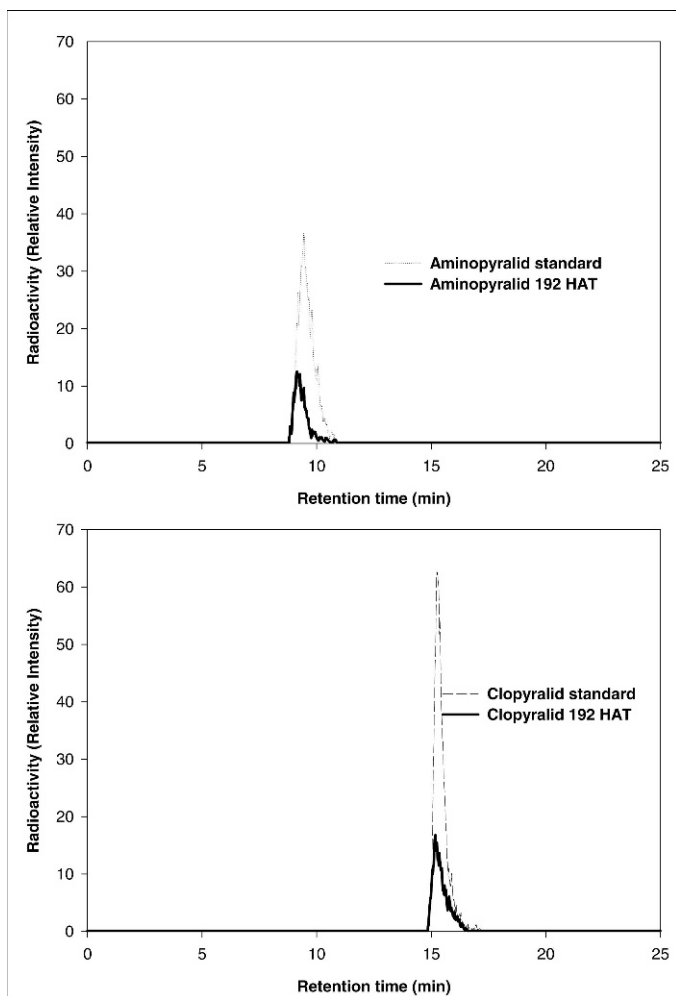 70
60
50
40
30
20
10
0
Radioactivity (Relative Intensity)
Aminopyralid standard
Aminopyralid 192 HAT
0 5 10 15 20 25
Retention time (min)
70
60
50
40
30
20
10
0
Radioactivity (Relative Intensity)
Clopyralid standard
Clopyralid 192 HAT
0 5 10 15 20 25
Retention time (min)